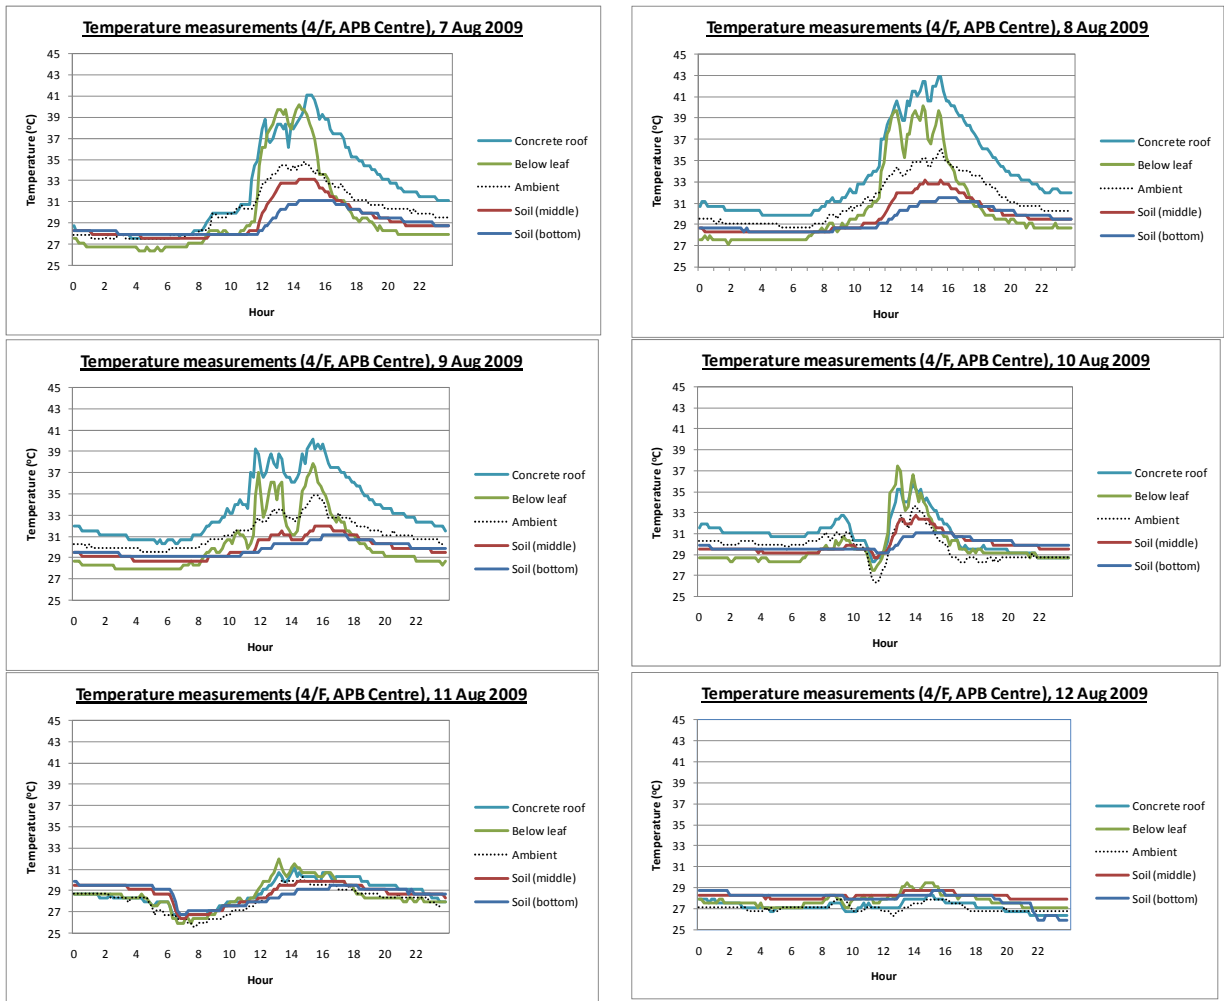 Temperature measurements (4/F, APB Centre), 7 Aug 2009
45
43
41
39
37
35
33
31
29
27
25
Temperature (ºC)
0 2 4 6 8 10 12 14 16 18 20 22
Hour
Concrete roof
Below leaf
Ambient
Soil (middle)
Soil (bottom)
Temperature measurements (4/F, APB Centre), 8 Aug 2009
45
43
41
39
37
35
33
31
29
27
25
Temperature (ºC)
0 2 4 6 8 10 12 14 16 18 20 22
Hour
Concrete roof
Below leaf
Ambient
Soil (middle)
Soil (bottom)
Temperature measurements (4/F, APB Centre), 9 Aug 2009
45
43
41
39
37
35
33
31
29
27
25
Temperature (ºC)
0 2 4 6 8 10 12 14 16 18 20 22
Hour
Concrete roof
Below leaf
Ambient
Soil (middle)
Soil (bottom)
Temperature measurements (4/F, APB Centre), 10 Aug 2009
45
43
41
39
37
35
33
31
29
27
25
Temperature (ºC)
0 2 4 6 8 10 12 14 16 18 20 22
Hour
Concrete roof
Below leaf
Ambient
Soil (middle)
Soil (bottom)
Temperature measurements (4/F, APB Centre), 11 Aug 2009
45
43
41
39
37
35
33
31
29
27
25
Temperature (ºC)
0 2 4 6 8 10 12 14 16 18 20 22
Hour
Concrete roof
Below leaf
Ambient
Soil (middle)
Soil (bottom)
Temperature measurements (4/F, APB Centre), 12 Aug 2009
45
43
41
39
37
35
33
31
29
27
25
Temperature (ºC)
0 2 4 6 8 10 12 14 16 18 20 22
Hour
Concrete roof
Below leaf
Ambient
Soil (middle)
Soil (bottom)